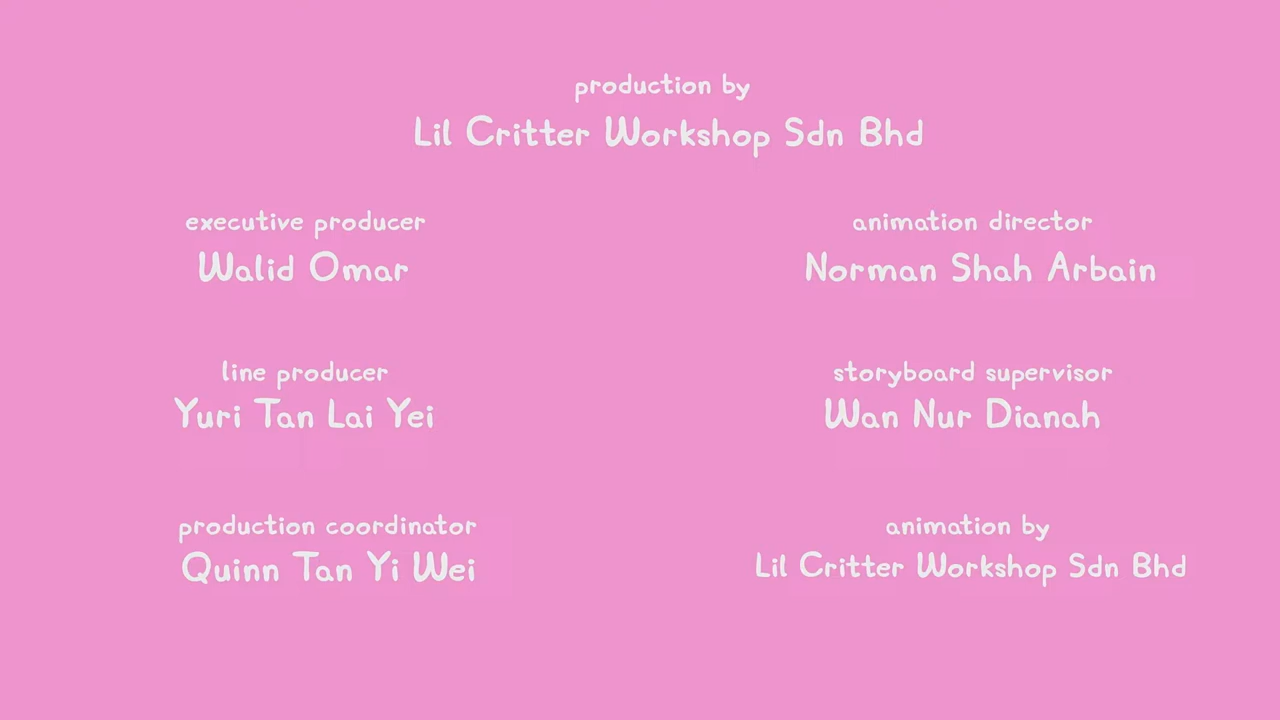 production by
Lil Critter Workshop Sdn Bhd
executive producer
Walid Omar
animation director
Norman Shah Arbain
line producer
Yuri Tan Lai Yei
storyboard supervisor
Wan Nur Dianah
production coordinator
Quinn Tan Yi Wei
animation by
Lil Critter Workshop Sdn Bhd